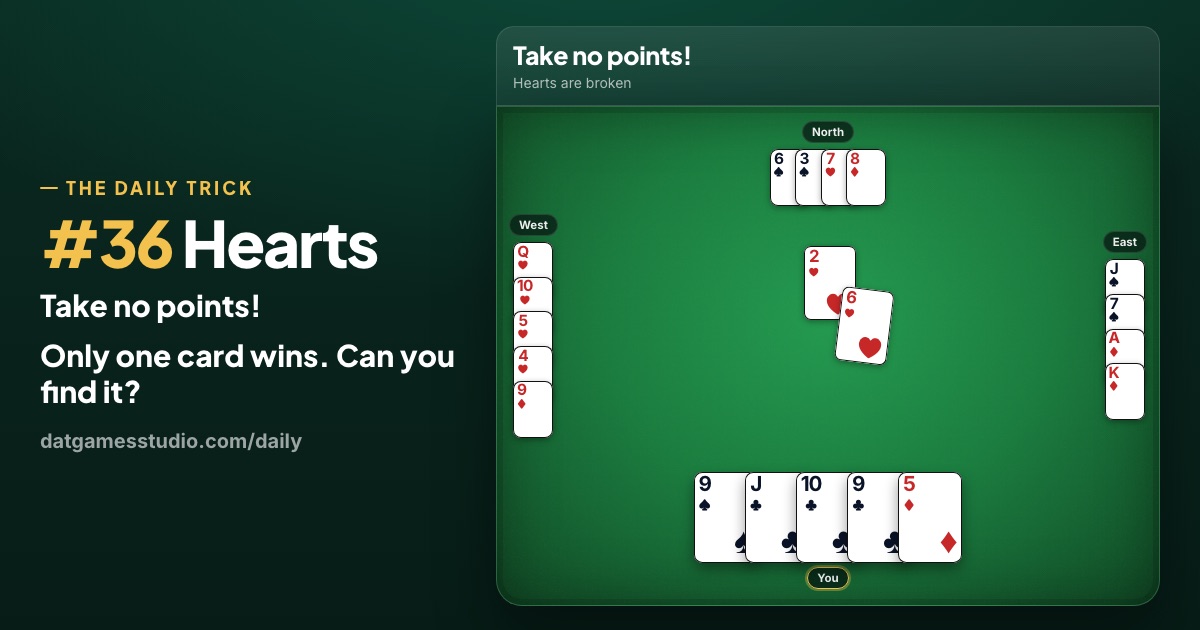 — THE DAILY TRICK
#36 Hearts
Take no points!
Only one card wins. Can you
find it?
datgamesstudio.com/daily
Take no points!
Hearts are broken
North
6♠ 3♠ 7♥ 8♦
West
Q♥
10♥
5♥
4♥
9♦
2♥
6♥
East
J♠
7♠
A♦
K♦
9♠ J♣ 10♣ 9♣ 5♦
You